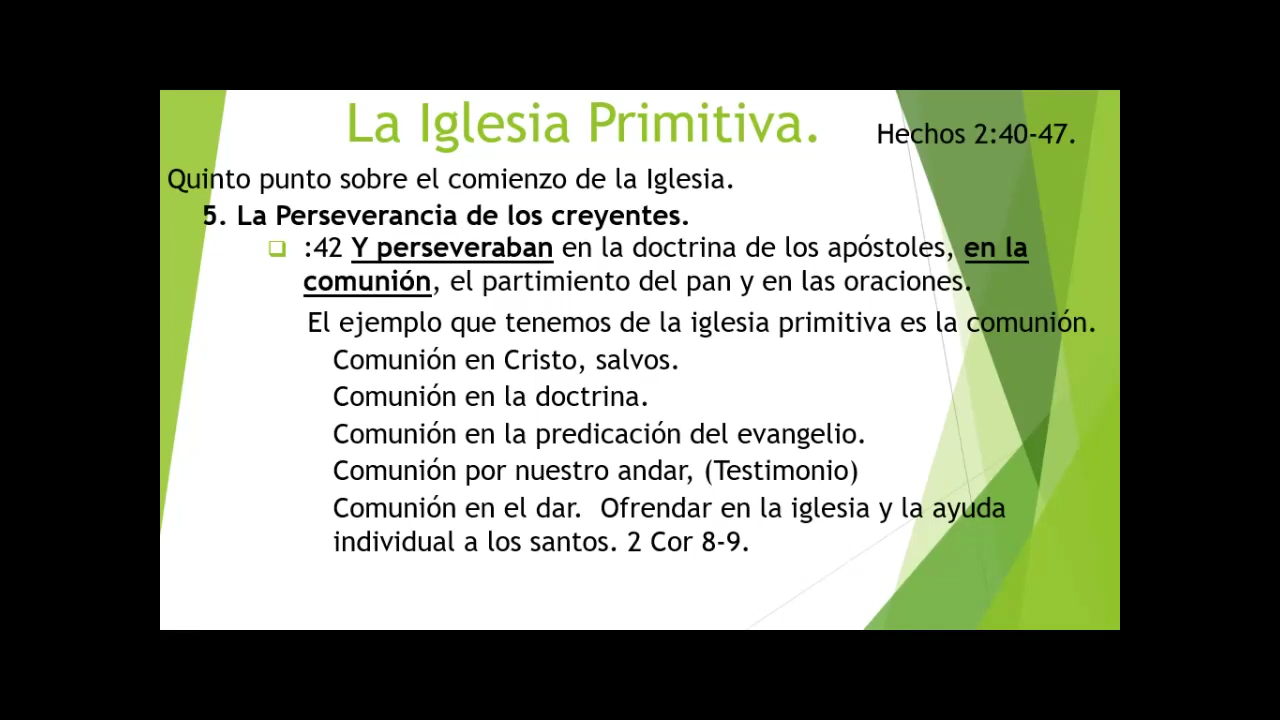 La Iglesia Primitiva.
Hechos 2:40-47.
Quinto punto sobre el comienzo de la Iglesia.
5. La Perseverancia de los creyentes.
:42 Y perseveraban en la doctrina de los apóstoles, en la
comunión, el partimiento del pan y en las oraciones.
El ejemplo que tenemos de la iglesia primitiva es la comunión.
Comunión en Cristo, salvos.
Comunión en la doctrina.
Comunión en la predicación del evangelio.
Comunión por nuestro andar, (Testimonio)
Comunión en el dar.  Ofrendar en la iglesia y la ayuda
individual a los santos. 2 Cor 8-9.